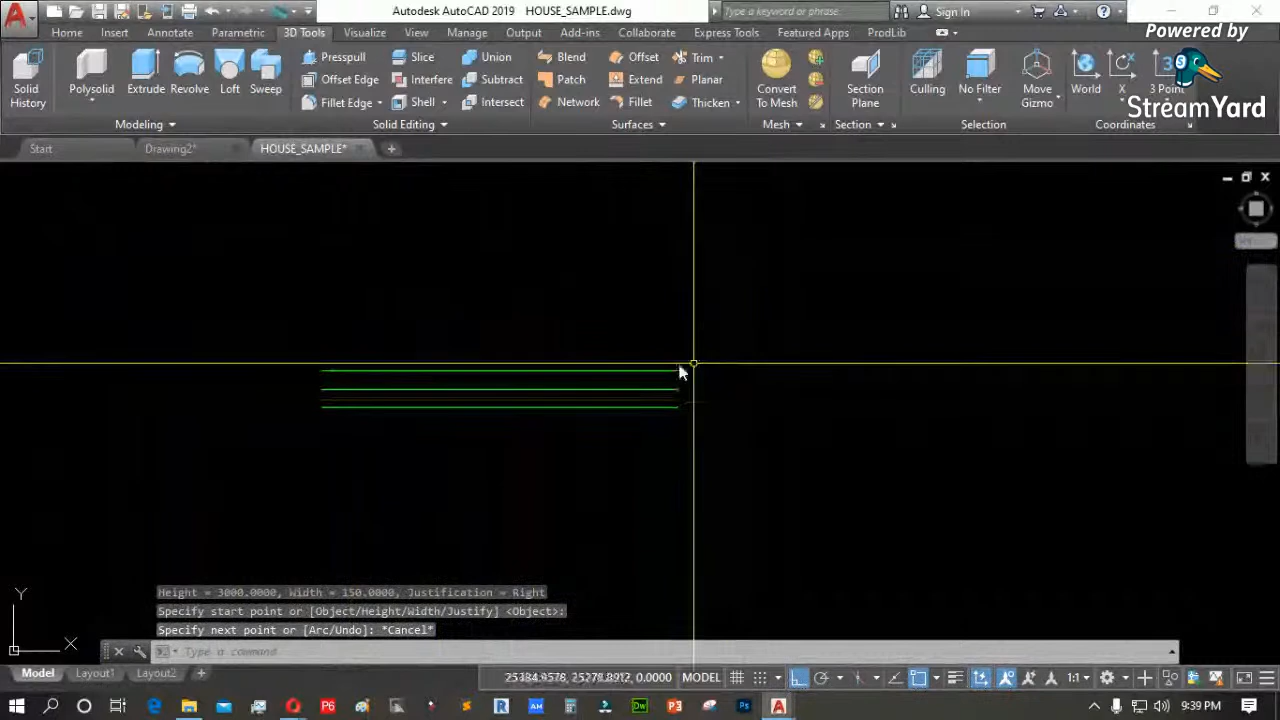 Autodesk AutoCAD 2019 HOUSE_SAMPLE.dwg
Type a keyword or phrase
Sign In
Powered by
StreamYard
Home Insert Annotate Parametric 3D Tools Visualize View Manage Output Add-ins Collaborate Express Tools Featured Apps ProdLib
Solid History
Polysolid Extrude Revolve Loft Sweep
Modeling
Presspull Slice Union
Offset Edge Interfere Subtract
Fillet Edge Shell Intersect
Solid Editing
Blend Offset Trim
Patch Extend Planar
Network Fillet Thicken
Surfaces
Convert To Mesh
Mesh
Section Plane
Section
Culling No Filter Move Gizmo
Selection
World X 3 Point
Coordinates
Start Drawing2* HOUSE_SAMPLE*
Height = 3000.0000, Width = 150.0000, Justification = Right
Specify start point or [Object/Height/Width/Justify] <Object>:
Specify next point or [Arc/Undo]: *Cancel*
Type a command
Y
X
Model Layout1 Layout2
MODEL
1:1
9:39 PM